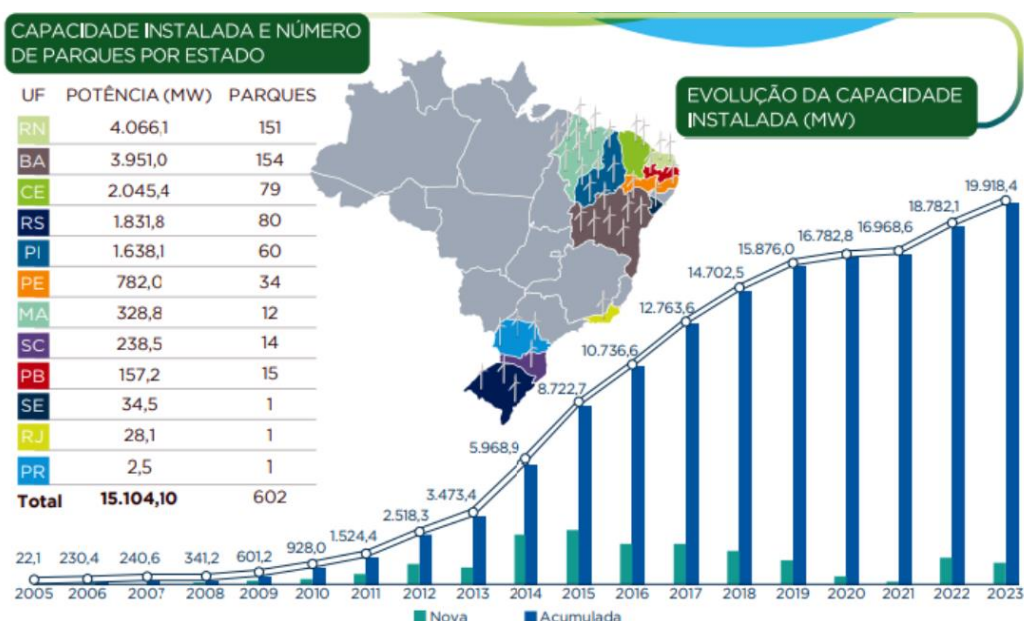 CAPACIDADE INSTALADA E NÚMERO
DE PARQUES POR ESTADO
UF POTÊNCIA (MW) PARQUES
RN 4.066,1 151
BA 3.951,0 154
CE 2.045,4 79
RS 1.831,8 80
PI 1.638,1 60
PE 782,0 34
MA 328,8 12
SC 238,5 14
PB 157,2 15
SE 34,5 1
RJ 28,1 1
PR 2,5 1
Total 15.104,10 602
EVOLUÇÃO DA CAPACIDADE
INSTALADA (MW)
22,1 230,4 240,6 341,2 601,2 928,0 1.524,4 2.518,3 3.473,4 5.968,9 8.722,7 10.736,6 12.763,6 14.702,5 15.876,0 16.782,8 16.968,6 18.782,1 19.918,4
2005 2006 2007 2008 2009 2010 2011 2012 2013 2014 2015 2016 2017 2018 2019 2020 2021 2022 2023
Nova Acumulada